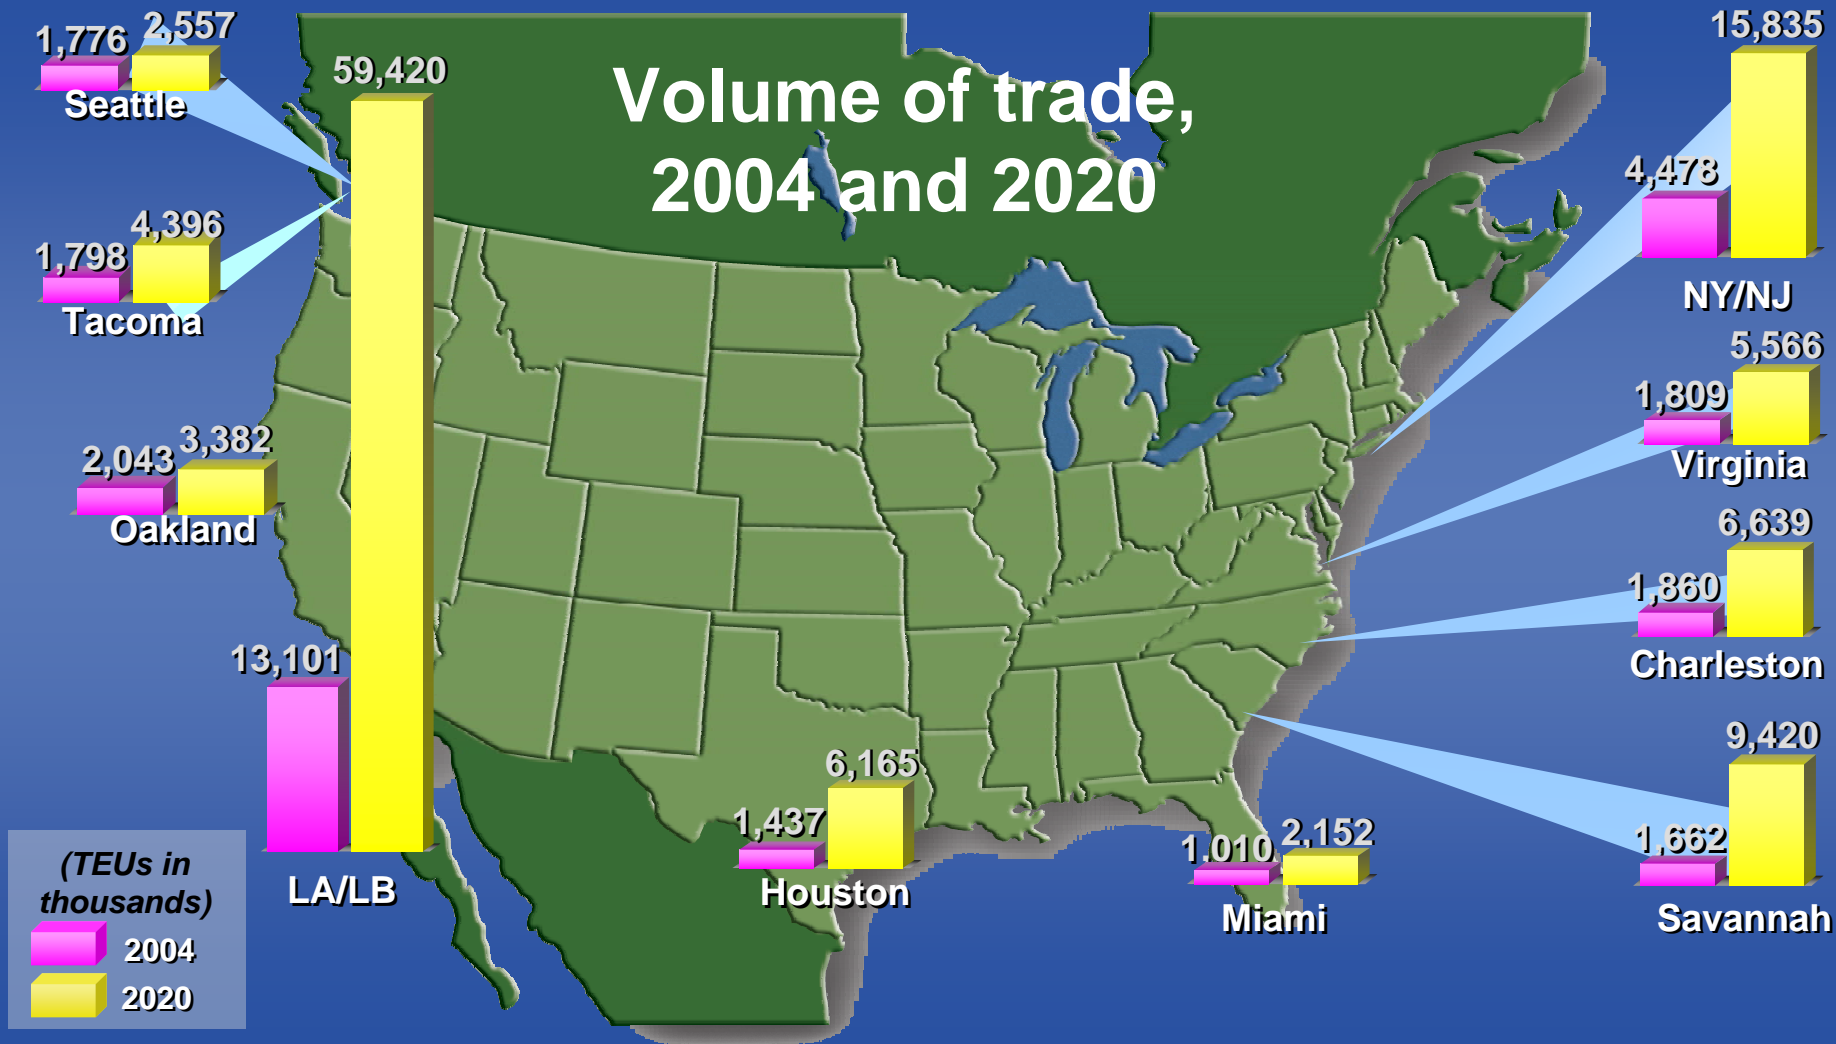 Volume of trade,
2004 and 2020
1,776
2,557
Seattle
1,798
4,396
Tacoma
2,043
3,382
Oakland
13,101
59,420
LA/LB
1,437
6,165
Houston
1,010
2,152
Miami
4,478
15,835
NY/NJ
1,809
5,566
Virginia
1,860
6,639
Charleston
1,662
9,420
Savannah
(TEUs in
thousands)
2004
2020